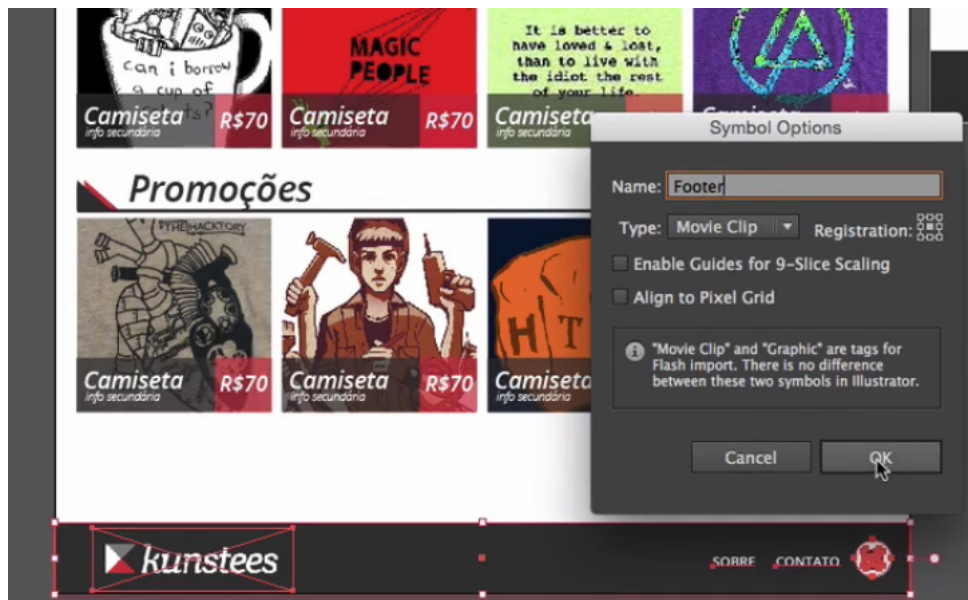 can i borrow
a cup of
MAGIC
PEOPLE
It is better to
have loved & lost,
than to live with
the idiot the rest
of your life.
Camiseta
info secundária
R$70
Camiseta
info secundária
R$70
Camiseta
info secundária
Symbol Options
Name: Footer
Type: Movie Clip
Registration:
Enable Guides for 9-Slice Scaling
Align to Pixel Grid
"Movie Clip" and "Graphic" are tags for
Flash import. There is no difference
between these two symbols in Illustrator.
Cancel
OK
Promoções
THE HACKTORY
H T
Camiseta
info secundária
R$70
Camiseta
info secundária
R$70
Camiseta
info secundária
kunstees
SOBRE
CONTATO